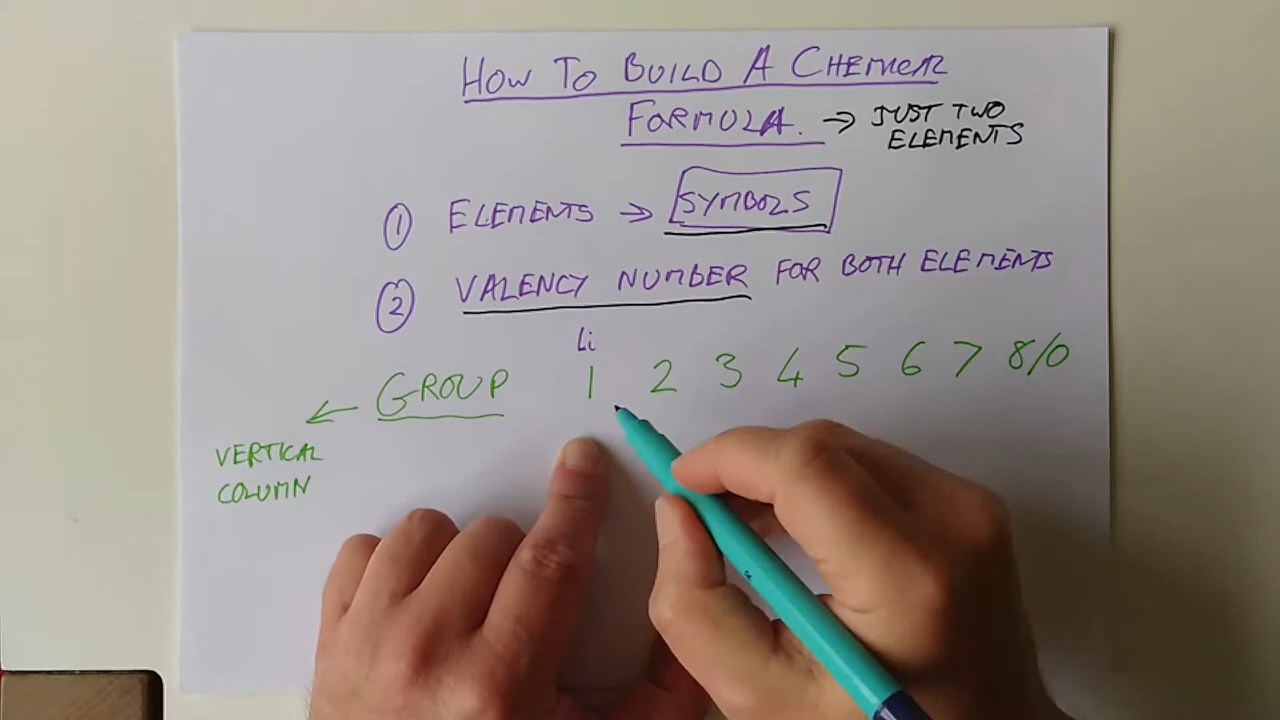 HOW TO BUILD A CHEMICAL
FORMULA. → JUST TWO
ELEMENTS
① ELEMENTS → SYMBOLS
② VALENCY NUMBER FOR BOTH ELEMENTS
Li
← GROUP 1 2 3 4 5 6 7 8/0
VERTICAL
COLUMN